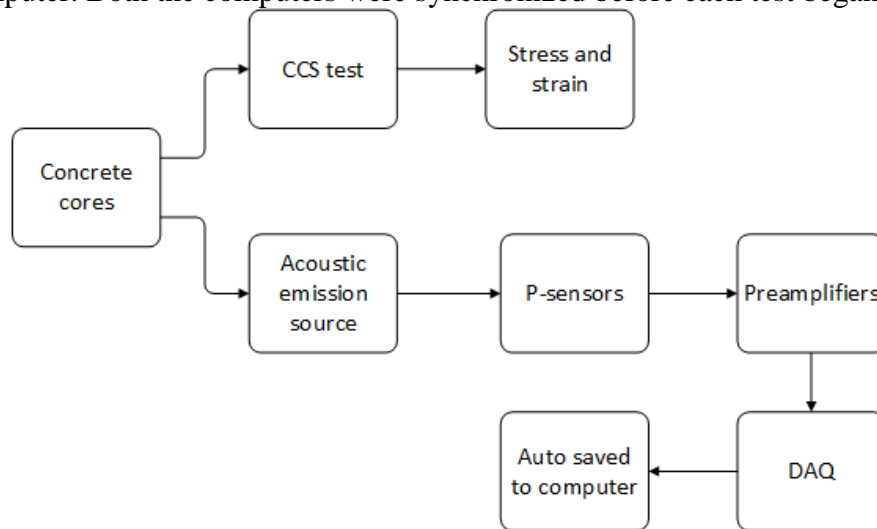 puter. Both the computers were synchronized before each test began
CCS test
Stress and
strain
Concrete
cores
Acoustic
emission
source
P-sensors
Preamplifiers
Auto saved
to computer
DAQ